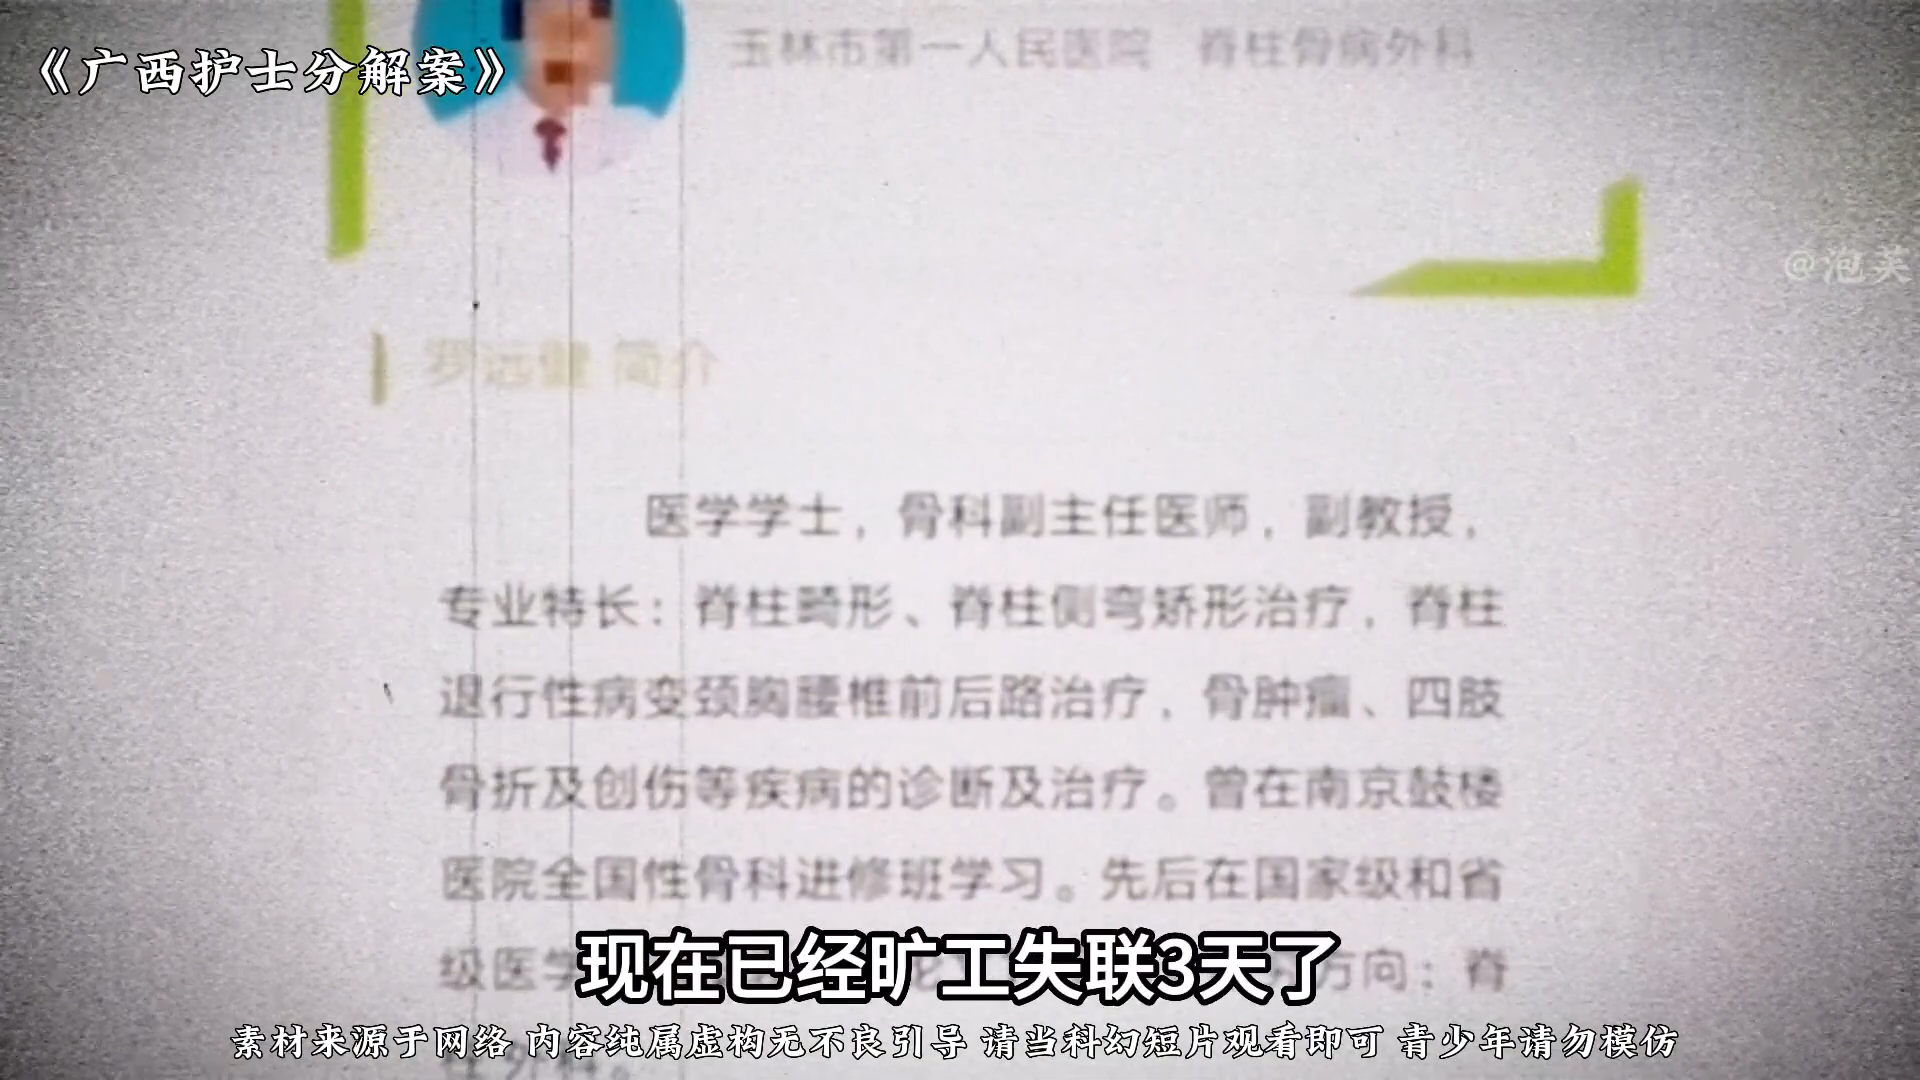 《广西护士分解案》
玉林市第一人民医院 脊柱骨病外科
@泡芙
罗远健 简介
医学学士，骨科副主任医师，副教授，
专业特长：脊柱畸形、脊柱侧弯矫形治疗，脊柱
退行性病变颈胸腰椎前后路治疗，骨肿瘤、四肢
骨折及创伤等疾病的诊断及治疗。曾在南京鼓楼
医院全国性骨科进修班学习。先后在国家级和省
级医学 方向：脊
现在已经旷工失联3天了
素材来源于网络 内容纯属虚构无不良引导 请当科幻短片观看即可 青少年请勿模仿